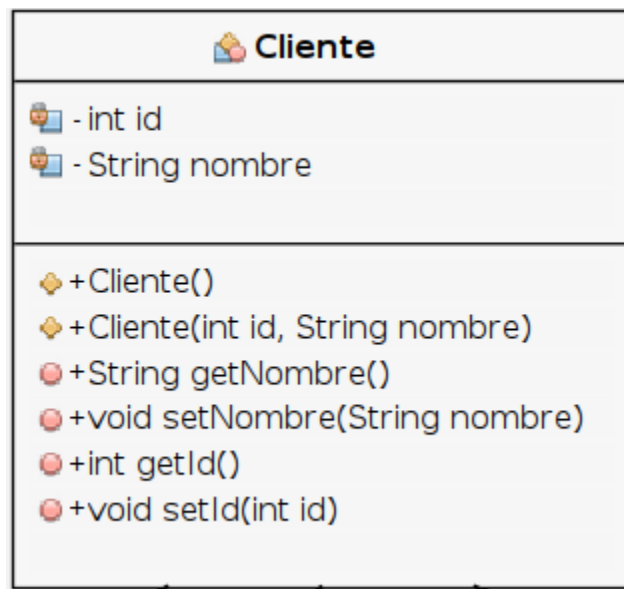 Cliente
- int id
- String nombre
+Cliente()
+Cliente(int id, String nombre)
+String getNombre()
+void setNombre(String nombre)
+int getId()
+void setId(int id)